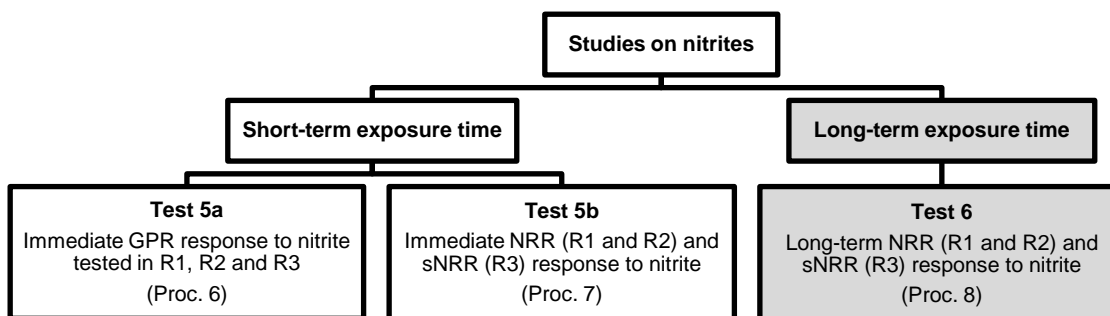 Studies on nitrites
Short-term exposure time
Long-term exposure time
Test 5a
Immediate GPR response to nitrite
tested in R1, R2 and R3
(Proc. 6)
Test 5b
Immediate NRR (R1 and R2) and
sNRR (R3) response to nitrite
(Proc. 7)
Test 6
Long-term NRR (R1 and R2) and
sNRR (R3) response to nitrite
(Proc. 8)